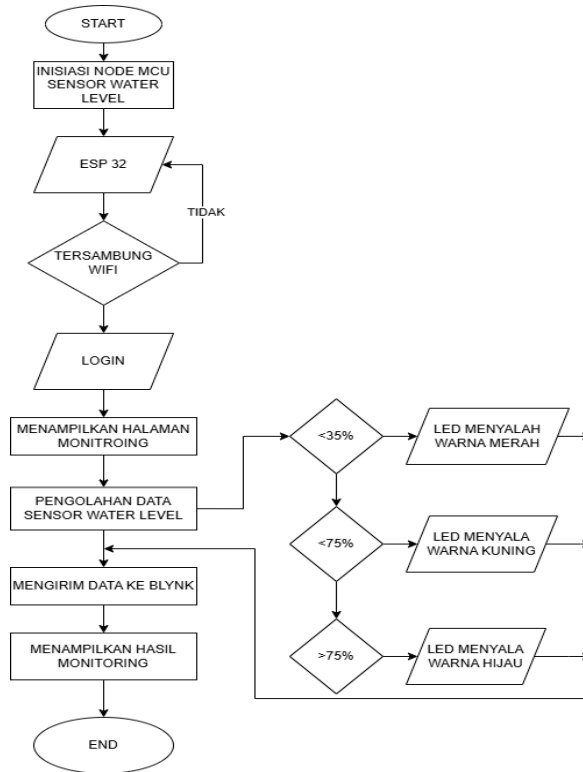 START
INISIASI NODE MCU
SENSOR WATER
LEVEL
ESP 32
TIDAK
TERSAMBUNG
WIFI
LOGIN
MENAMPILKAN HALAMAN
MONITROING
PENGOLAHAN DATA
SENSOR WATER LEVEL
MENGIRIM DATA KE BLYNK
MENAMPILKAN HASIL
MONITORING
END
<35%
LED MENYALAH
WARNA MERAH
<75%
LED MENYALA
WARNA KUNING
>75%
LED MENYALA
WARNA HIJAU